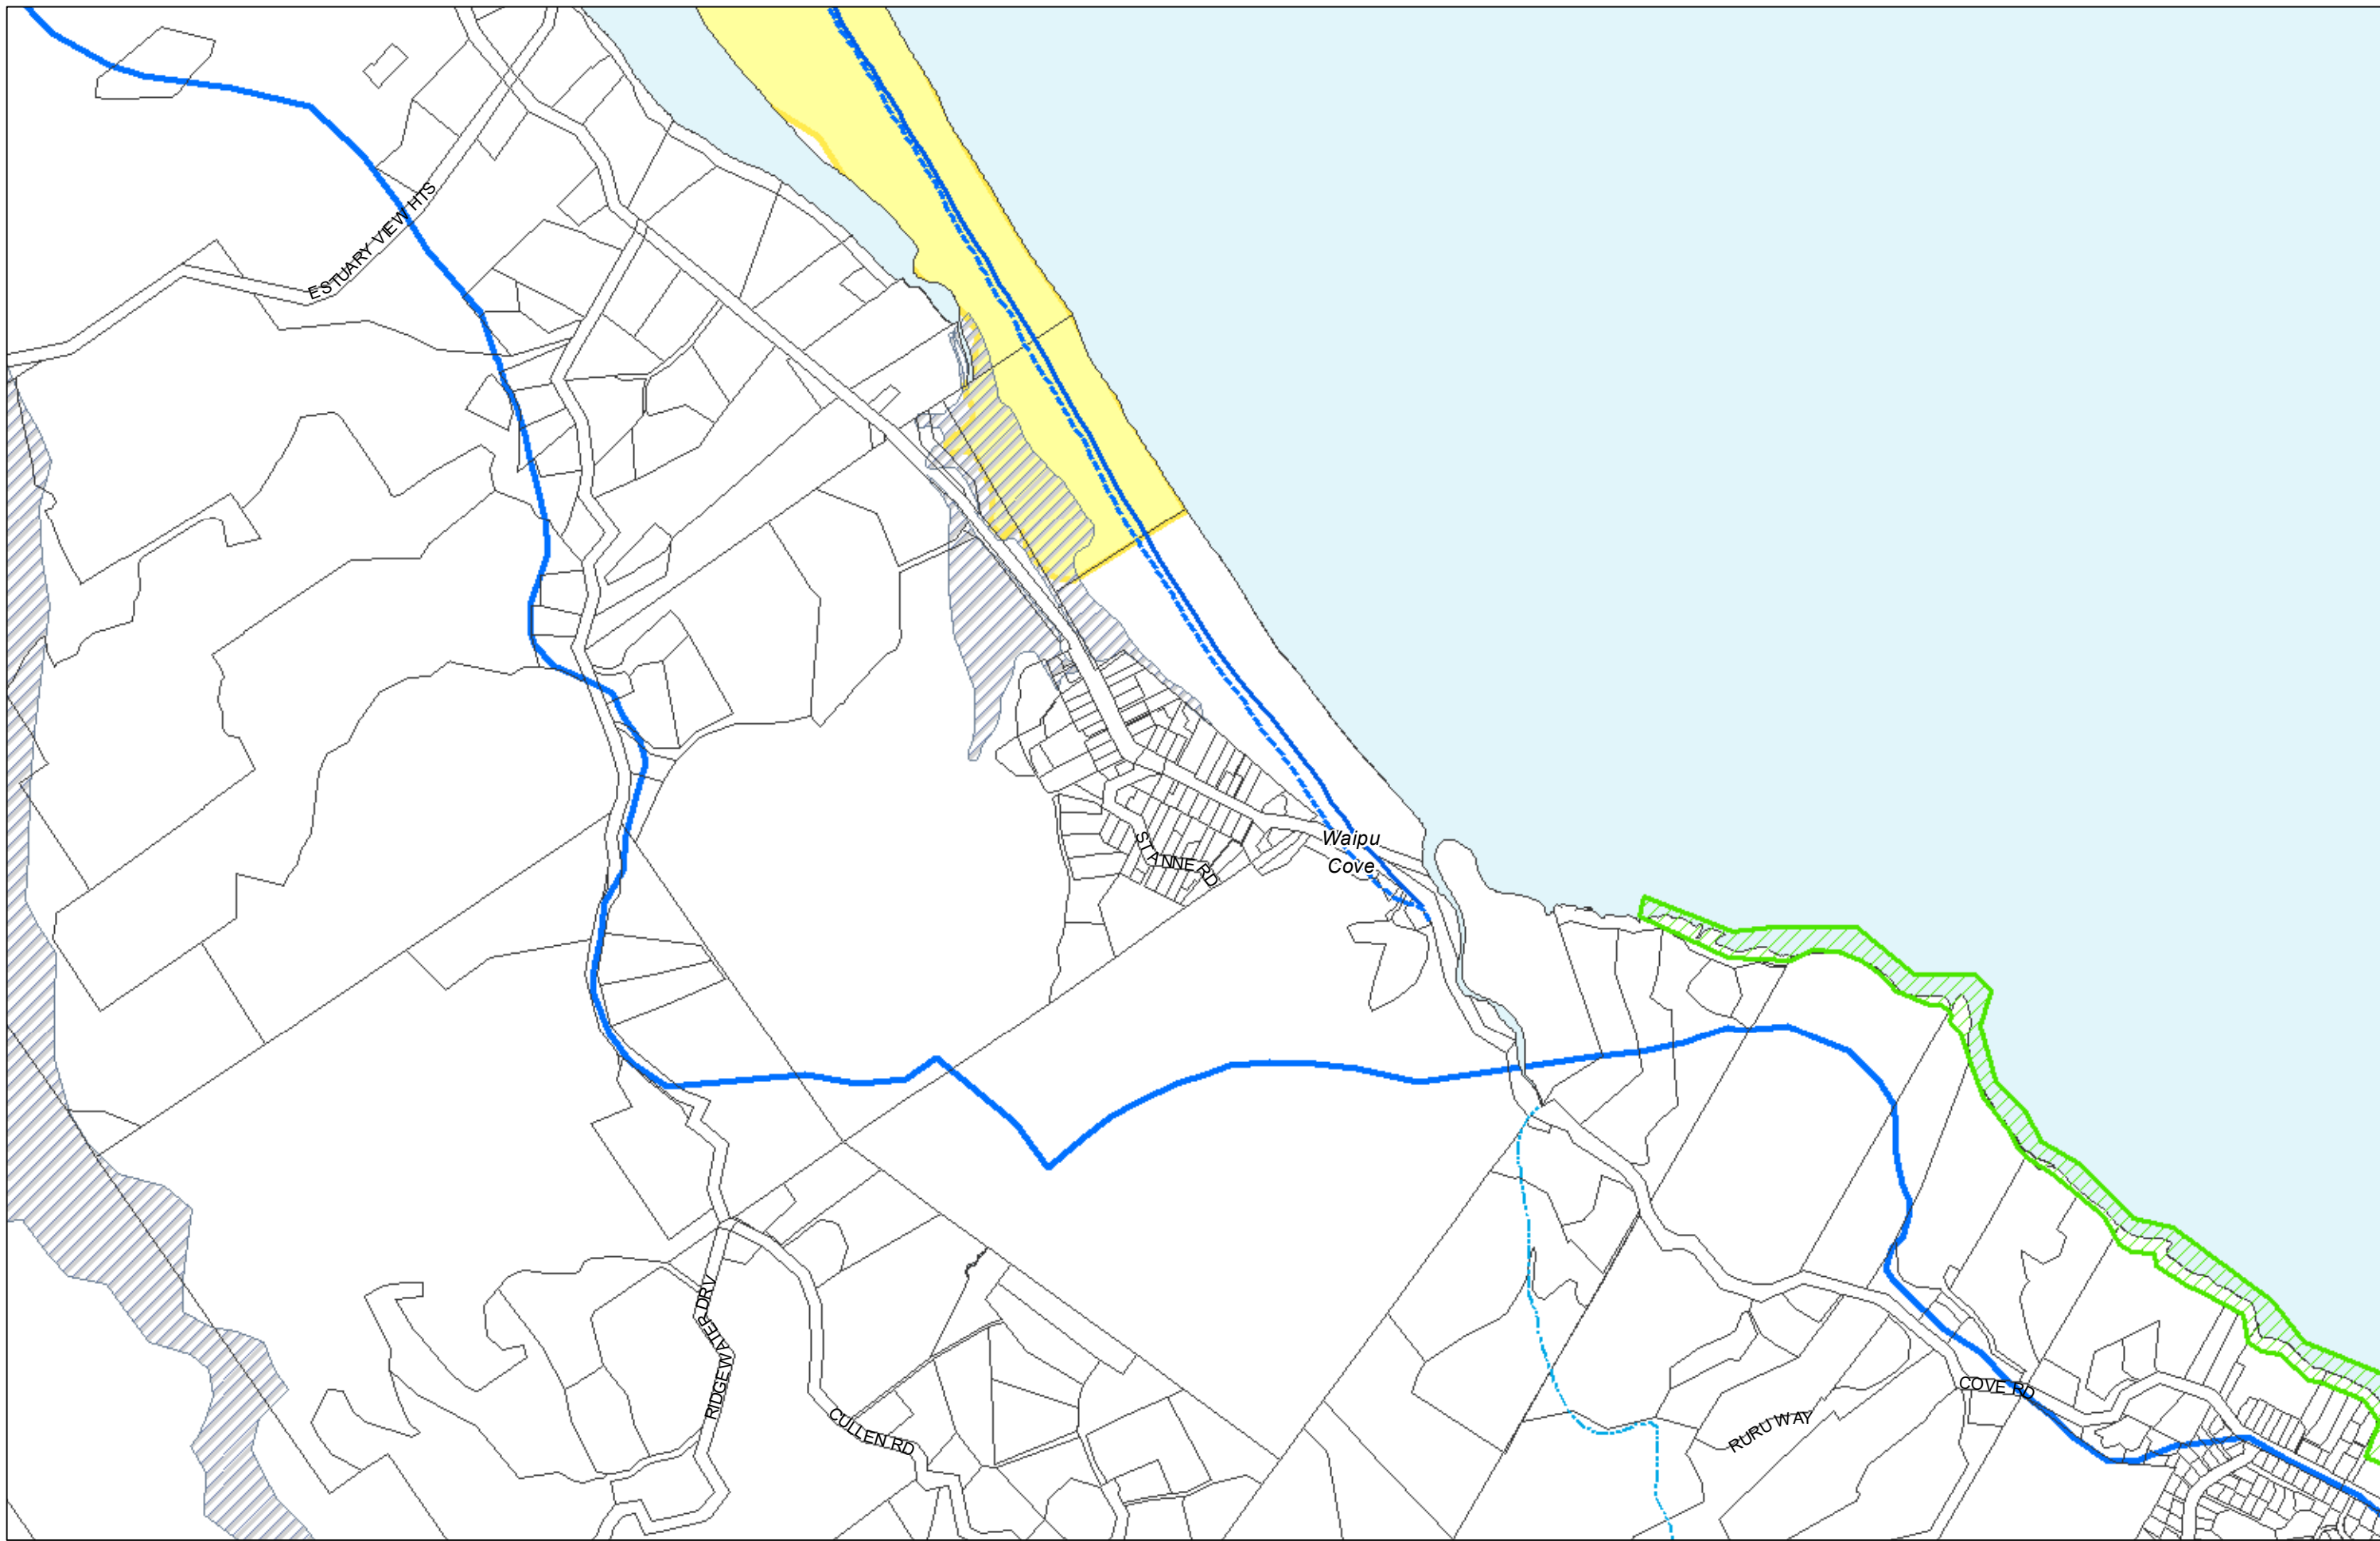 ESTUARY VIEW HTS
Waipu
Cove
ST ANNE RD
RIDGEWATER DRV
CULLEN RD
COVE RD
RURU WAY